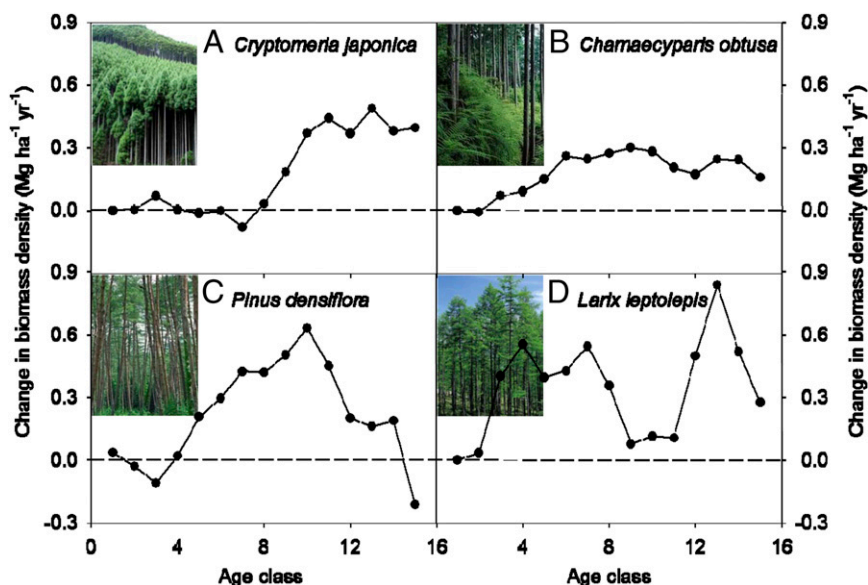 A Cryptomeria japonica
B Chamaecyparis obtusa
Change in biomass density (Mg ha⁻¹ yr⁻¹)
0.9
0.6
0.3
0.0
0.9
0.6
0.3
0.0
Change in biomass density (Mg ha⁻¹ yr⁻¹)
C Pinus densiflora
D Larix leptolepis
0.9
0.6
0.3
0.0
-0.3
0.9
0.6
0.3
0.0
-0.3
0 4 8 12 16 4 8 12 16
Age class
Age class